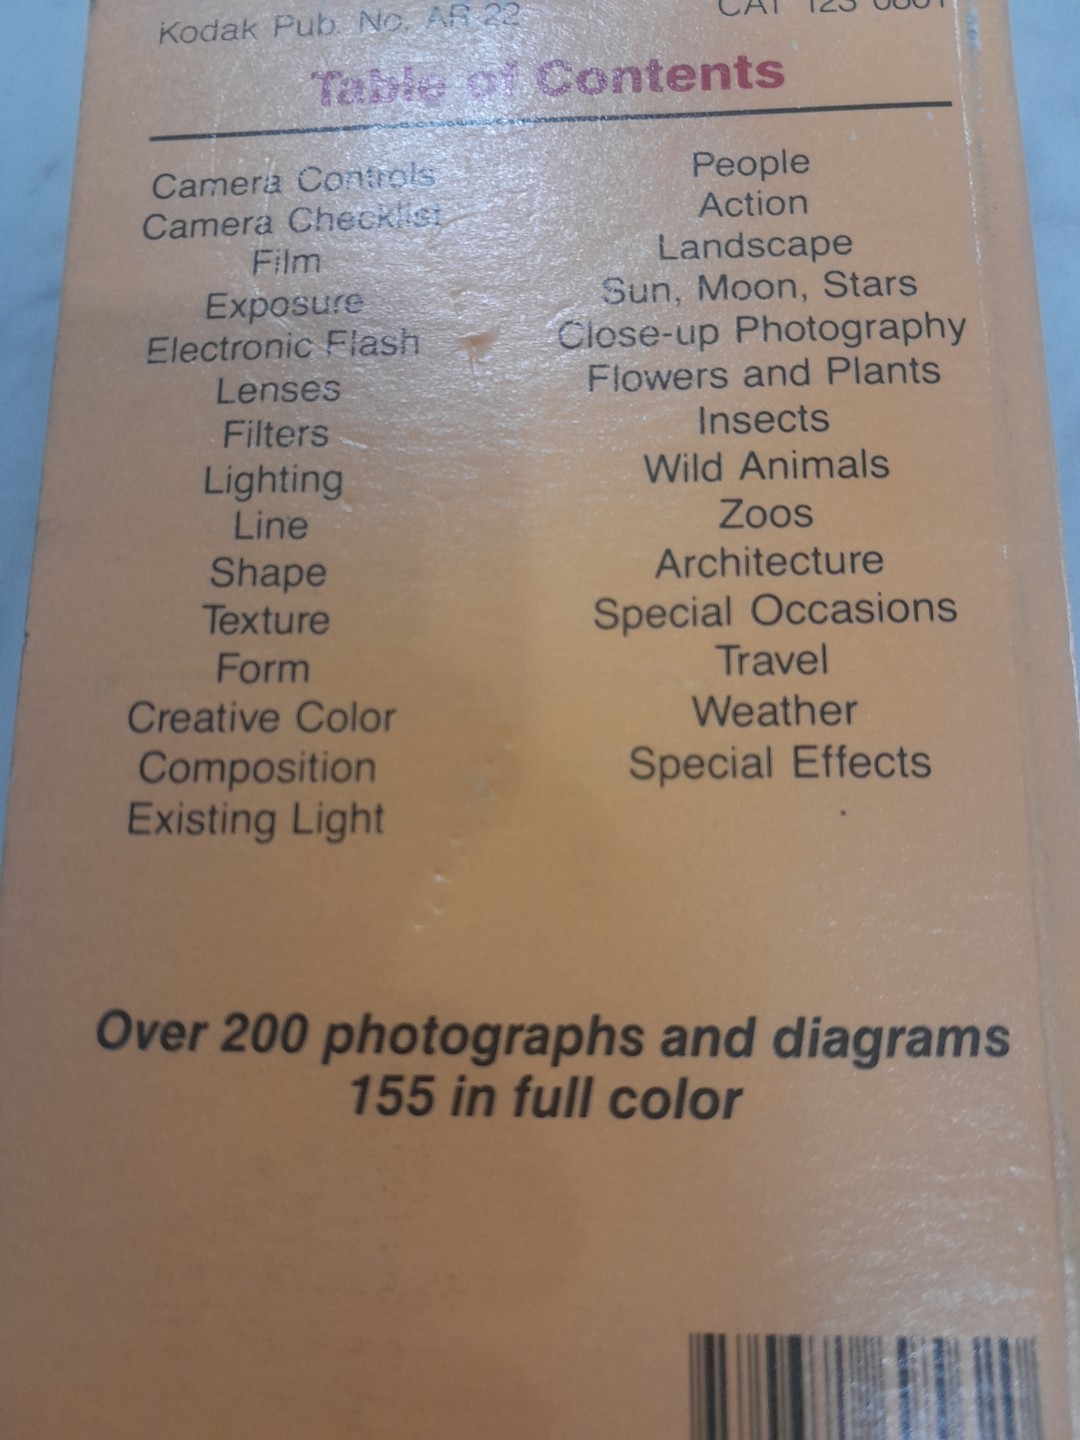 Kodak Pub. No. AR-22
CAT 123
Table of Contents
Camera Controls
Camera Checklist
Film
Exposure
Electronic Flash
Lenses
Filters
Lighting
Line
Shape
Texture
Form
Creative Color
Composition
Existing Light
People
Action
Landscape
Sun, Moon, Stars
Close-up Photography
Flowers and Plants
Insects
Wild Animals
Zoos
Architecture
Special Occasions
Travel
Weather
Special Effects
Over 200 photographs and diagrams
155 in full color